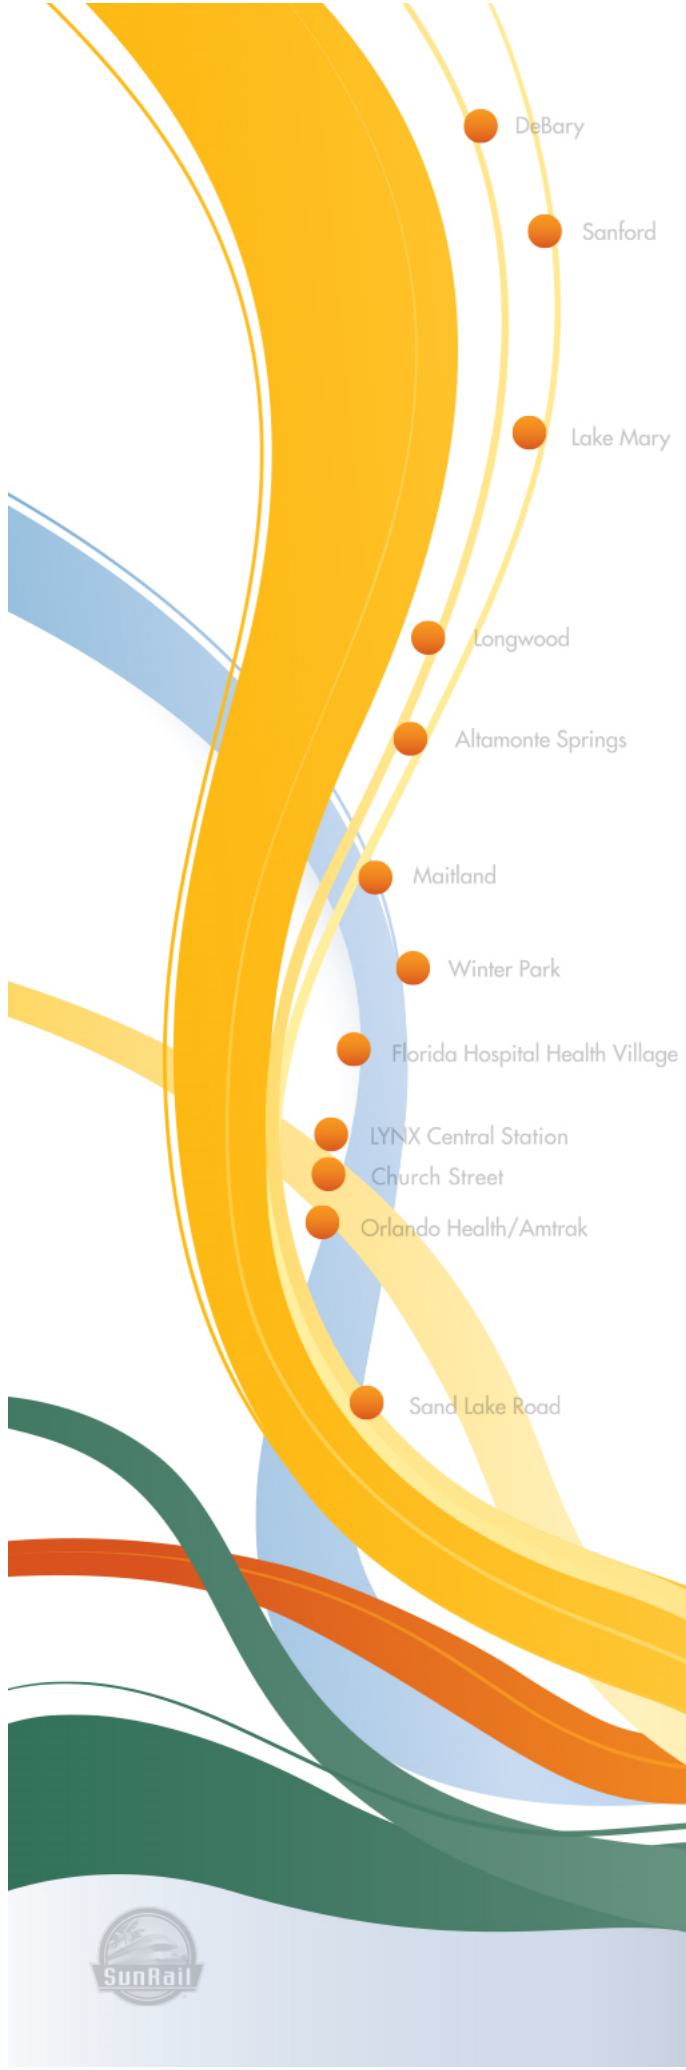 DeBary
Sanford
Lake Mary
Longwood
Altamonte Springs
Maitland
Winter Park
Florida Hospital Health Village
LYNX Central Station
Church Street
Orlando Health/Amtrak
Sand Lake Road
SunRail